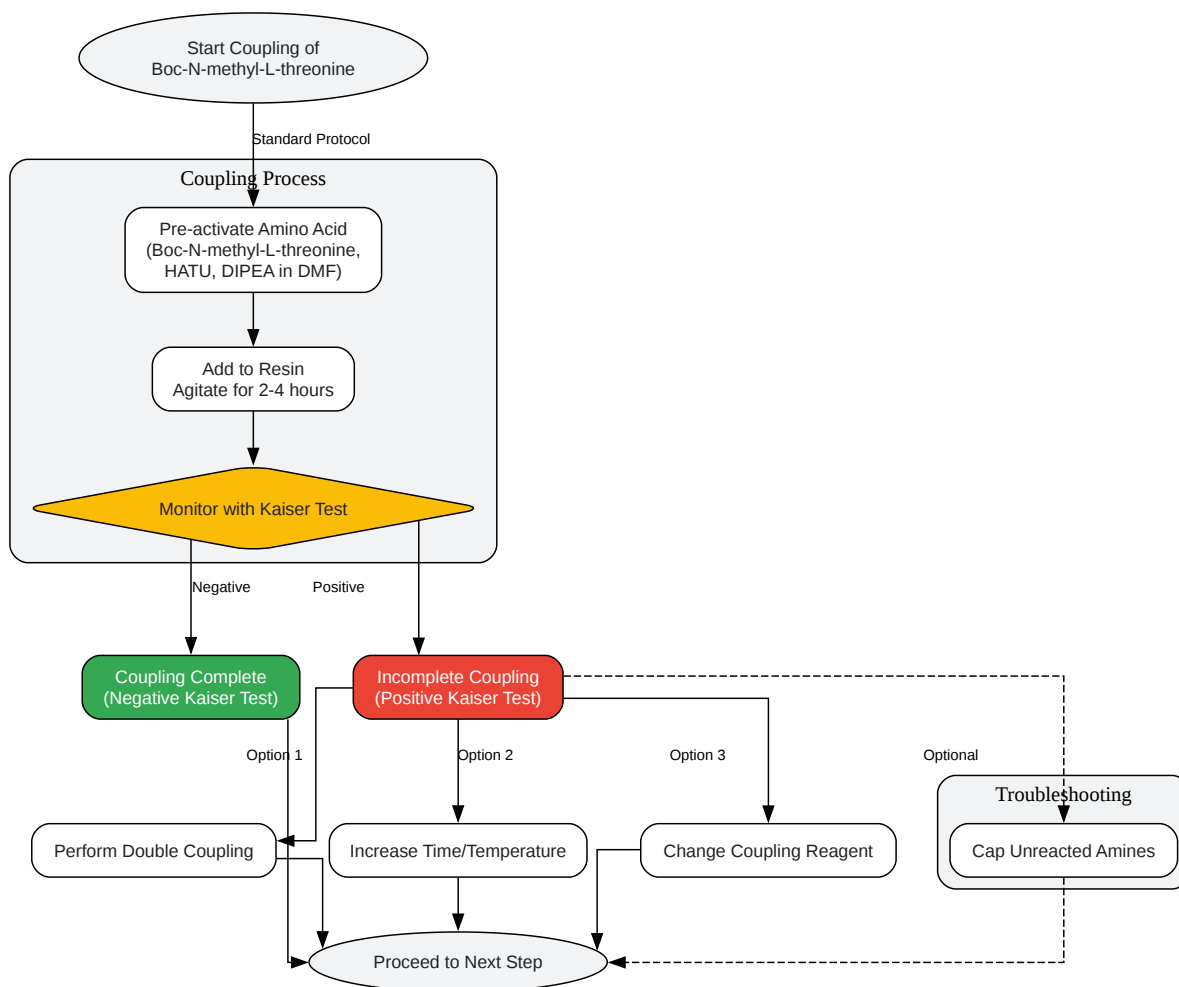 Start Coupling of
Boc-N-methyl-L-threonine
Standard Protocol
Coupling Process
Pre-activate Amino Acid
(Boc-N-methyl-L-threonine,
HATU, DIPEA in DMF)
Add to Resin
Agitate for 2-4 hours
Monitor with Kaiser Test
Negative
Positive
Coupling Complete
(Negative Kaiser Test)
Incomplete Coupling
(Positive Kaiser Test)
Option 1
Option 2
Option 3
Optional
Troubleshooting
Perform Double Coupling
Increase Time/Temperature
Change Coupling Reagent
Cap Unreacted Amines
Proceed to Next Step